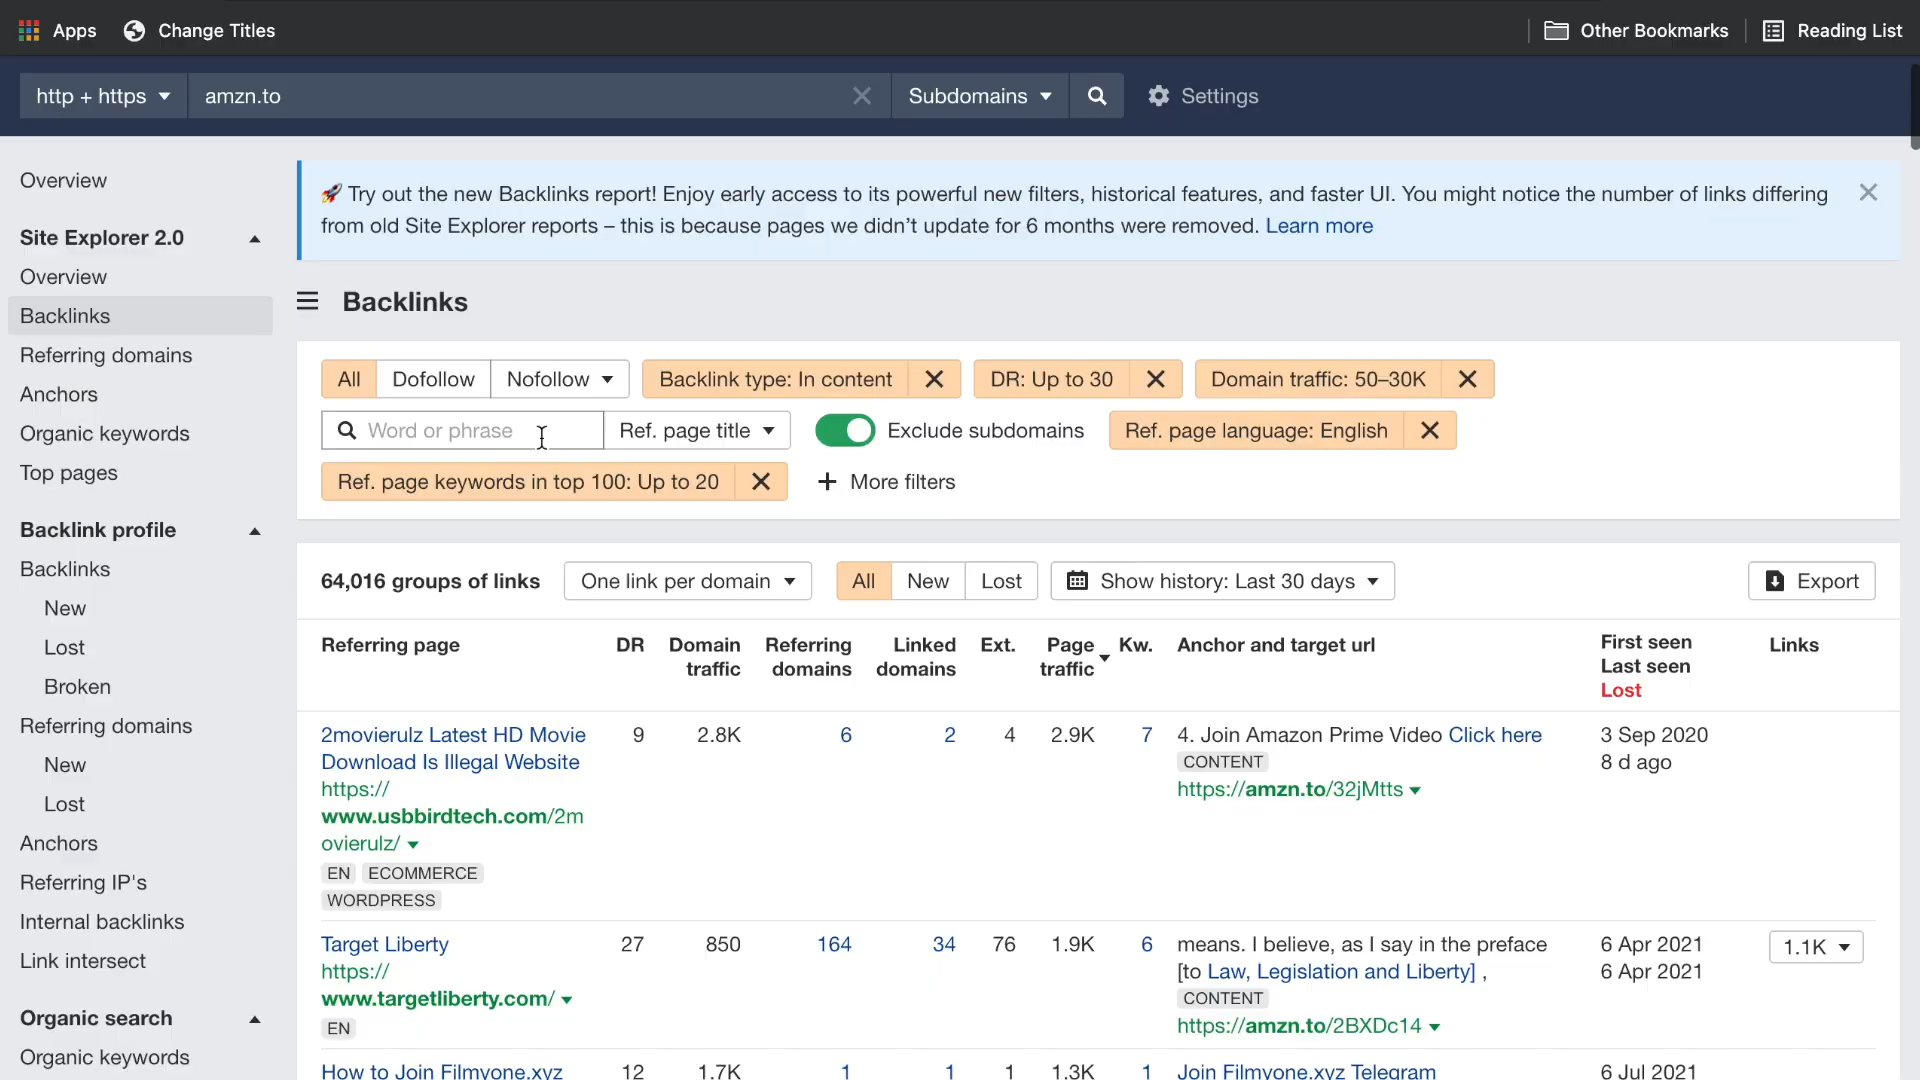 Apps
Change Titles
Other Bookmarks
Reading List
http + https
amzn.to
Subdomains
Settings
Overview
Site Explorer 2.0
Overview
Backlinks
Referring domains
Anchors
Organic keywords
Top pages
Backlink profile
Backlinks
New
Lost
Broken
Referring domains
New
Lost
Anchors
Referring IP's
Internal backlinks
Link intersect
Organic search
Organic keywords
🚀 Try out the new Backlinks report! Enjoy early access to its powerful new filters, historical features, and faster UI. You might notice the number of links differing
from old Site Explorer reports – this is because pages we didn't update for 6 months were removed. Learn more
Backlinks
All Dofollow Nofollow Backlink type: In content DR: Up to 30 Domain traffic: 50–30K
Word or phrase Ref. page title Exclude subdomains Ref. page language: English
Ref. page keywords in top 100: Up to 20 + More filters
64,016 groups of links One link per domain All New Lost Show history: Last 30 days Export
Referring page DR Domain traffic Referring domains Linked domains Ext. Page traffic Kw. Anchor and target url First seen Last seen Lost Links
2movierulz Latest HD Movie 9 2.8K 6 2 4 2.9K 7 4. Join Amazon Prime Video Click here 3 Sep 2020
Download Is Illegal Website CONTENT 8 d ago
https:// https://amzn.to/32jMtts
www.usbbirdtech.com/2m
ovierulz/
EN ECOMMERCE
WORDPRESS
Target Liberty 27 850 164 34 76 1.9K 6 means. I believe, as I say in the preface 6 Apr 2021 1.1K
https:// [to Law, Legislation and Liberty] , 6 Apr 2021
www.targetliberty.com/ CONTENT
EN https://amzn.to/2BXDc14
How to Join Filmyone.xyz 12 1.7K 1 1 1 1.3K 1 Join Filmyone.xyz Telegram 6 Jul 2021